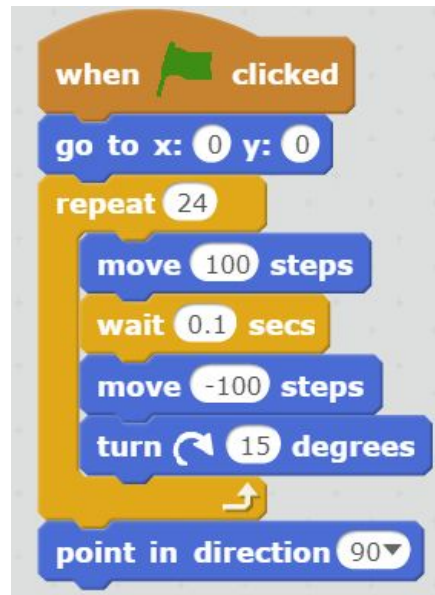 when clicked
go to x: 0 y: 0
repeat 24
move 100 steps
wait 0.1 secs
move -100 steps
turn 15 degrees
point in direction 90